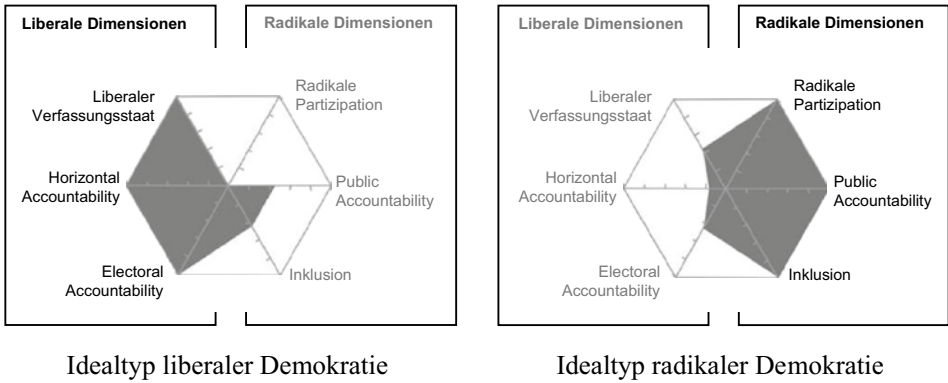 Liberale Dimensionen
Radikale Dimensionen
Liberaler
Verfassungsstaat
Radikale
Partizipation
Horizontal
Accountability
Public
Accountability
Electoral
Accountability
Inklusion
Idealtyp liberaler Demokratie
Liberale Dimensionen
Radikale Dimensionen
Liberaler
Verfassungsstaat
Radikale
Partizipation
Horizontal
Accountability
Public
Accountability
Electoral
Accountability
Inklusion
Idealtyp radikaler Demokratie